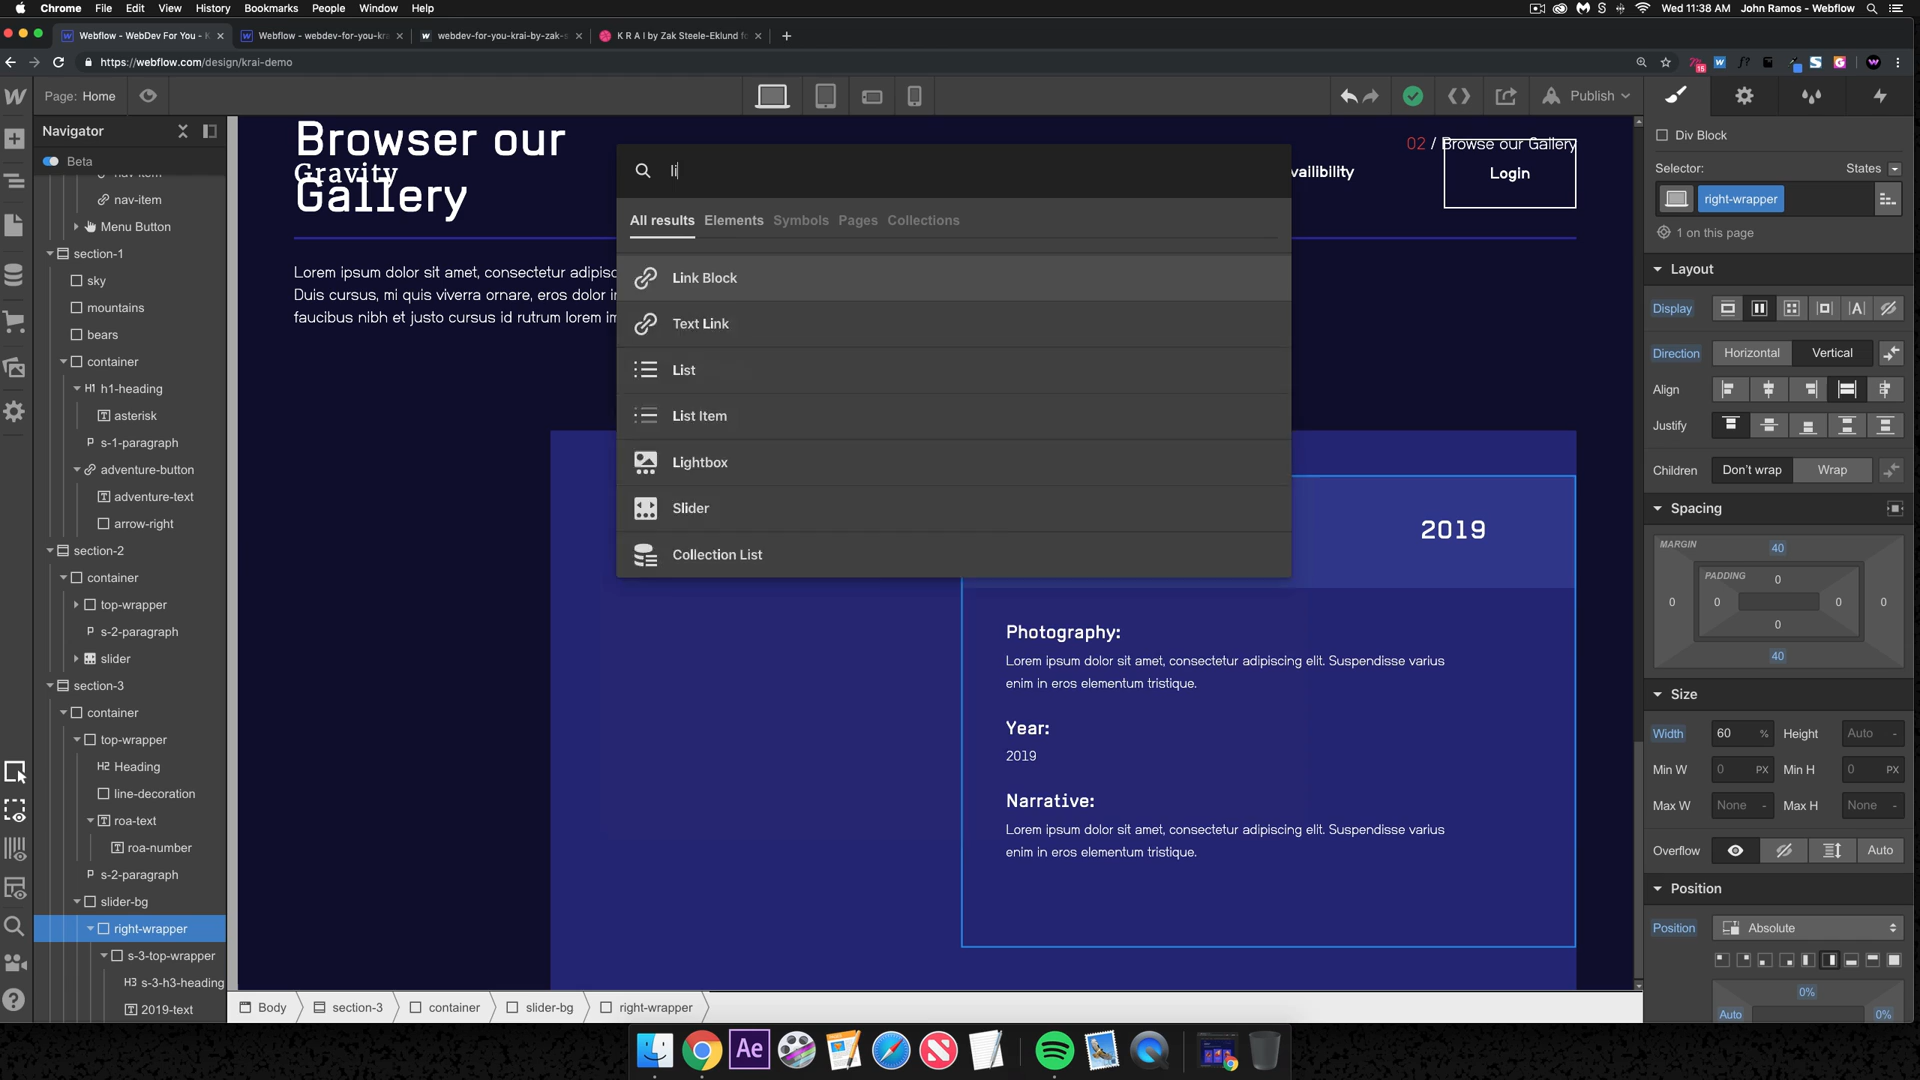 Chrome File Edit View History Bookmarks People Window Help
Wed 11:38 AM John Ramos - Webflow
Webflow - WebDev For You - K
Webflow - webdev-for-you-kra
webdev-for-you-krai-by-zak-s
K R A I by Zak Steele-Eklund fo
https://webflow.com/design/krai-demo
Page: Home
Publish
Navigator
Beta
nav-item
nav-item
Menu Button
section-1
sky
mountains
bears
container
H1 h1-heading
asterisk
P s-1-paragraph
adventure-button
adventure-text
arrow-right
section-2
container
top-wrapper
P s-2-paragraph
slider
section-3
container
top-wrapper
H2 Heading
line-decoration
roa-text
roa-number
P s-2-paragraph
slider-bg
right-wrapper
s-3-top-wrapper
H3 s-3-h3-heading
2019-text
Browser our
Gallery
Gravity
02 / Browse our Gallery
vailibility
Login
Lorem ipsum dolor sit amet, consectetur adipisc
Duis cursus, mi quis viverra ornare, eros dolor i
faucibus nibh et justo cursus id rutrum lorem im
li
All results Elements Symbols Pages Collections
Link Block
Text Link
List
List Item
Lightbox
Slider
Collection List
2019
Photography:
Lorem ipsum dolor sit amet, consectetur adipiscing elit. Suspendisse varius
enim in eros elementum tristique.
Year:
2019
Narrative:
Lorem ipsum dolor sit amet, consectetur adipiscing elit. Suspendisse varius
enim in eros elementum tristique.
Body section-3 container slider-bg right-wrapper
Div Block
Selector: States
right-wrapper
1 on this page
Layout
Display
Direction Horizontal Vertical
Align
Justify
Children Don't wrap Wrap
Spacing
MARGIN
40
PADDING
0
0 0 0 0
0
40
Size
Width 60 % Height Auto -
Min W 0 PX Min H 0 PX
Max W None - Max H None -
Overflow Auto
Position
Position Absolute
0%
Auto 0%
Ae